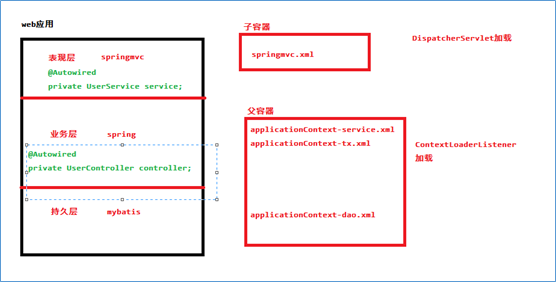 web应用
表现层 springmvc
@Autowired
private UserService service;
业务层 spring
@Autowired
private UserController controller;
持久层 mybatis
子容器
springmvc.xml
DispatcherServlet加载
父容器
applicationContext-service.xml
applicationContext-tx.xml
applicationContext-dao.xml
ContextLoaderListener
加载